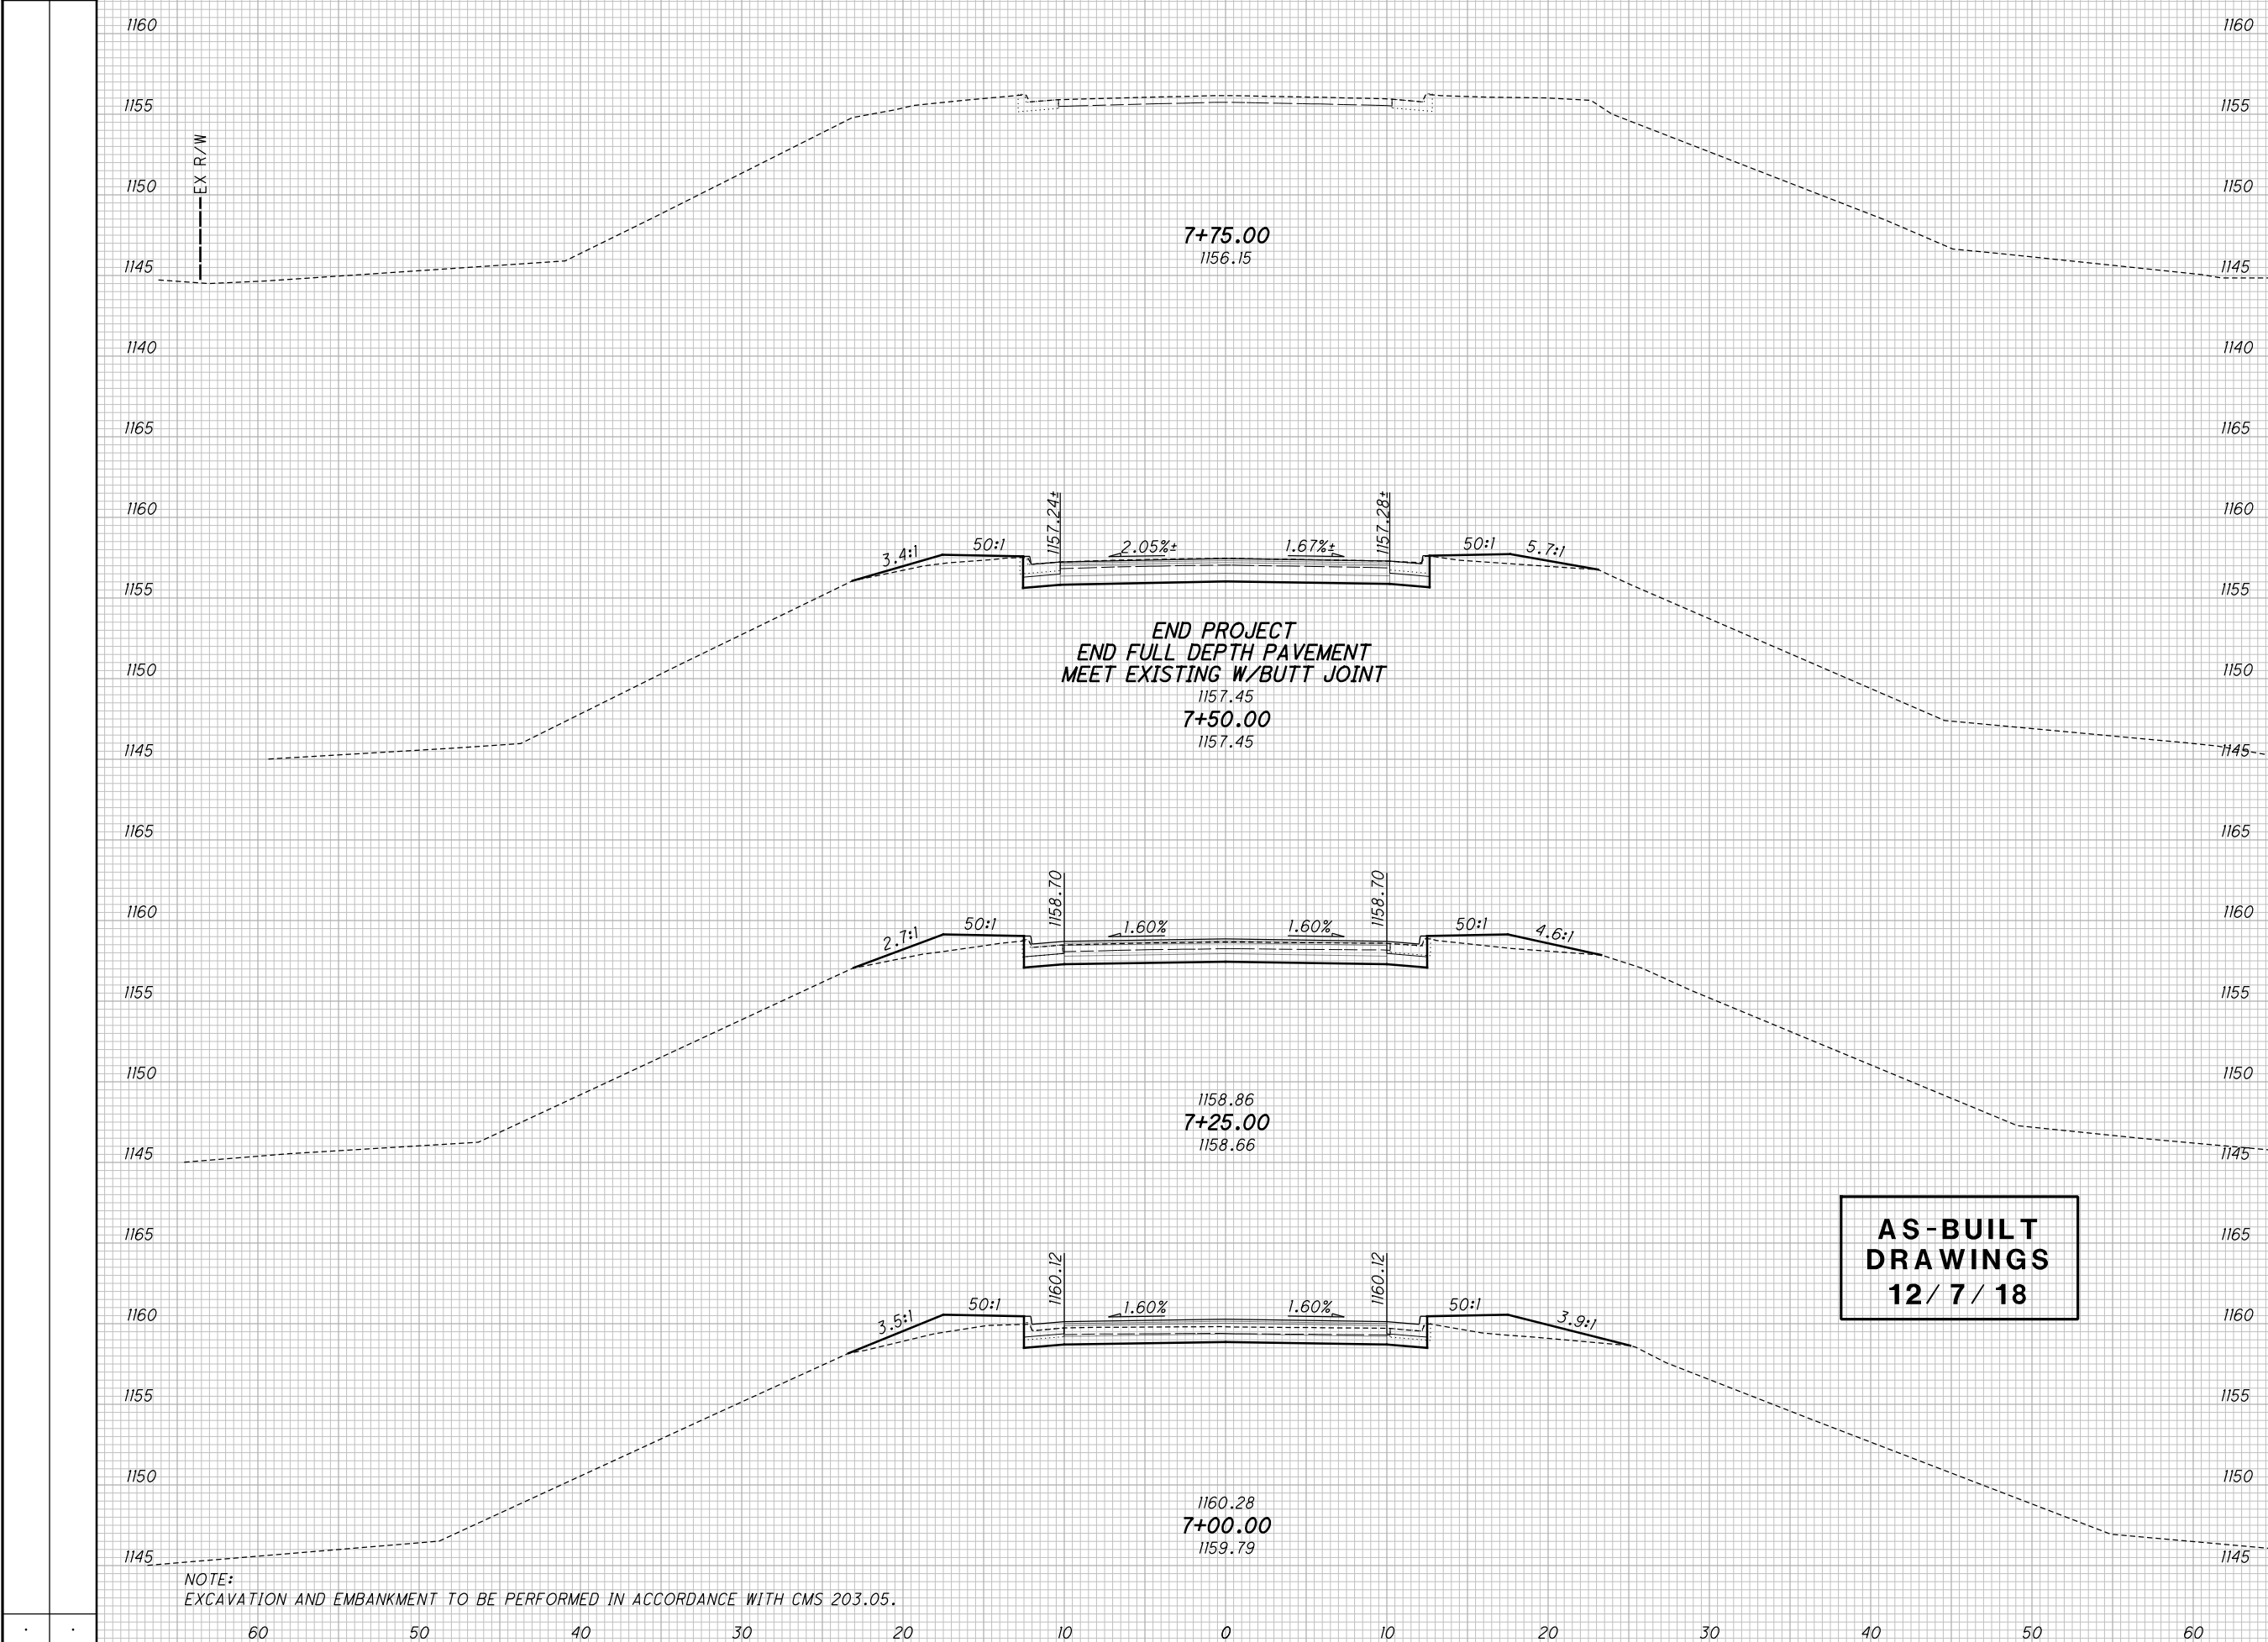 1160 1160
1155 1155
EX R/W
1150 1150
7+75.00
1145 1156.15 1145
1140 1140
1165 1165
1160 1160
1157.24± 1157.28±
3.4:1 50:1 2.05%± 1.67%± 50:1 5.7:1
1155 1155
END PROJECT
END FULL DEPTH PAVEMENT
1150 MEET EXISTING W/BUTT JOINT 1150
1157.45
7+50.00
1145 1157.45 1145
1165 1165
1160 1158.70 1158.70 1160
2.7:1 50:1 1.60% 1.60% 50:1 4.6:1
1155 1155
1150 1150
1158.86
7+25.00
1145 1158.66 1145
1165 1165
AS-BUILT
DRAWINGS
12/7/18
1160.12 1160.12
1160 1160
3.5:1 50:1 1.60% 1.60% 50:1 3.9:1
1155 1155
1150 1150
1160.28
7+00.00
1145 1159.79 1145
NOTE:
EXCAVATION AND EMBANKMENT TO BE PERFORMED IN ACCORDANCE WITH CMS 203.05.
60 50 40 30 20 10 0 10 20 30 40 50 60